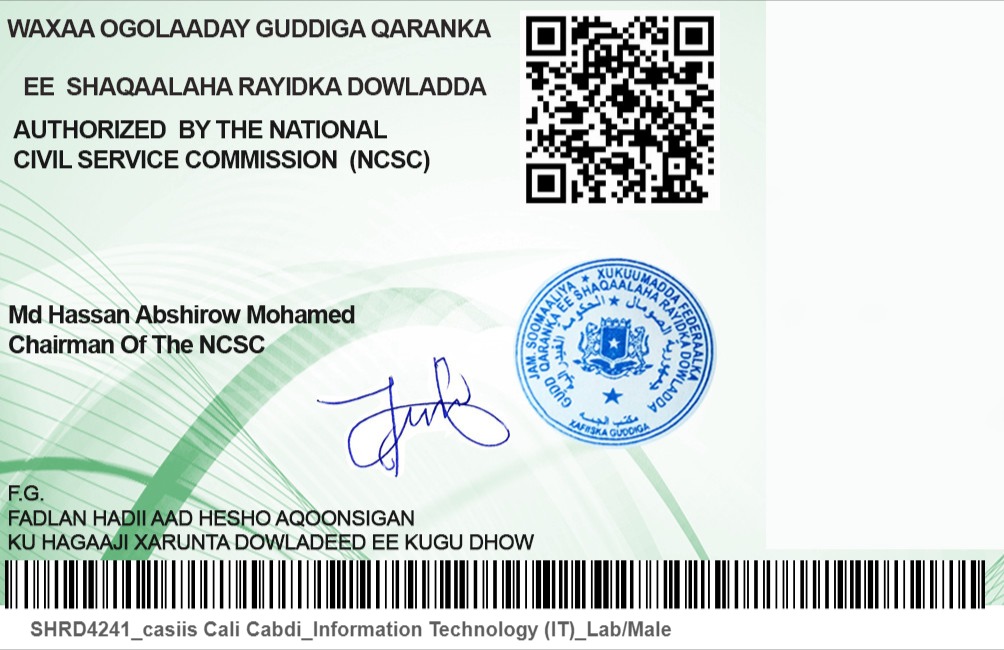 WAXAA OGOLAADAY GUDDIGA QARANKA
EE SHAQAALAHA RAYIDKA DOWLADDA
AUTHORIZED BY THE NATIONAL
CIVIL SERVICE COMMISSION (NCSC)
Md Hassan Abshirow Mohamed
Chairman Of The NCSC
JAM. SOOMAALIYA ★ XUKUUMADDA FEDERAALKA
GUDD QARANKA EE SHAQAALAHA RAYIDKA DOWLADDA
XAFIISKA GUDDIGA
F.G.
FADLAN HADII AAD HESHO AQOONSIGAN
KU HAGAAJI XARUNTA DOWLADEED EE KUGU DHOW
SHRD4241_casiis Cali Cabdi_Information Technology (IT)_Lab/Male